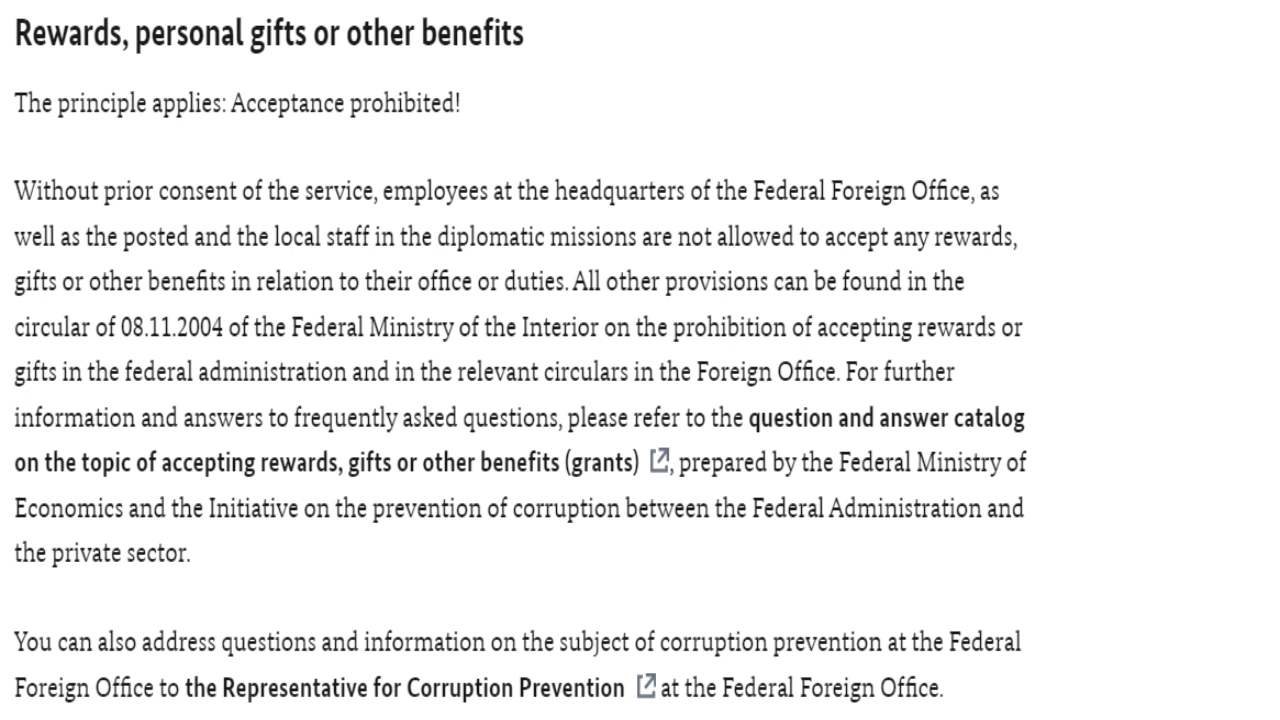 Rewards, personal gifts or other benefits
The principle applies: Acceptance prohibited!
Without prior consent of the service, employees at the headquarters of the Federal Foreign Office, as
well as the posted and the local staff in the diplomatic missions are not allowed to accept any rewards,
gifts or other benefits in relation to their office or duties. All other provisions can be found in the
circular of 08.11.2004 of the Federal Ministry of the Interior on the prohibition of accepting rewards or
gifts in the federal administration and in the relevant circulars in the Foreign Office. For further
information and answers to frequently asked questions, please refer to the question and answer catalog
on the topic of accepting rewards, gifts or other benefits (grants) , prepared by the Federal Ministry of
Economics and the Initiative on the prevention of corruption between the Federal Administration and
the private sector.
You can also address questions and information on the subject of corruption prevention at the Federal
Foreign Office to the Representative for Corruption Prevention at the Federal Foreign Office.